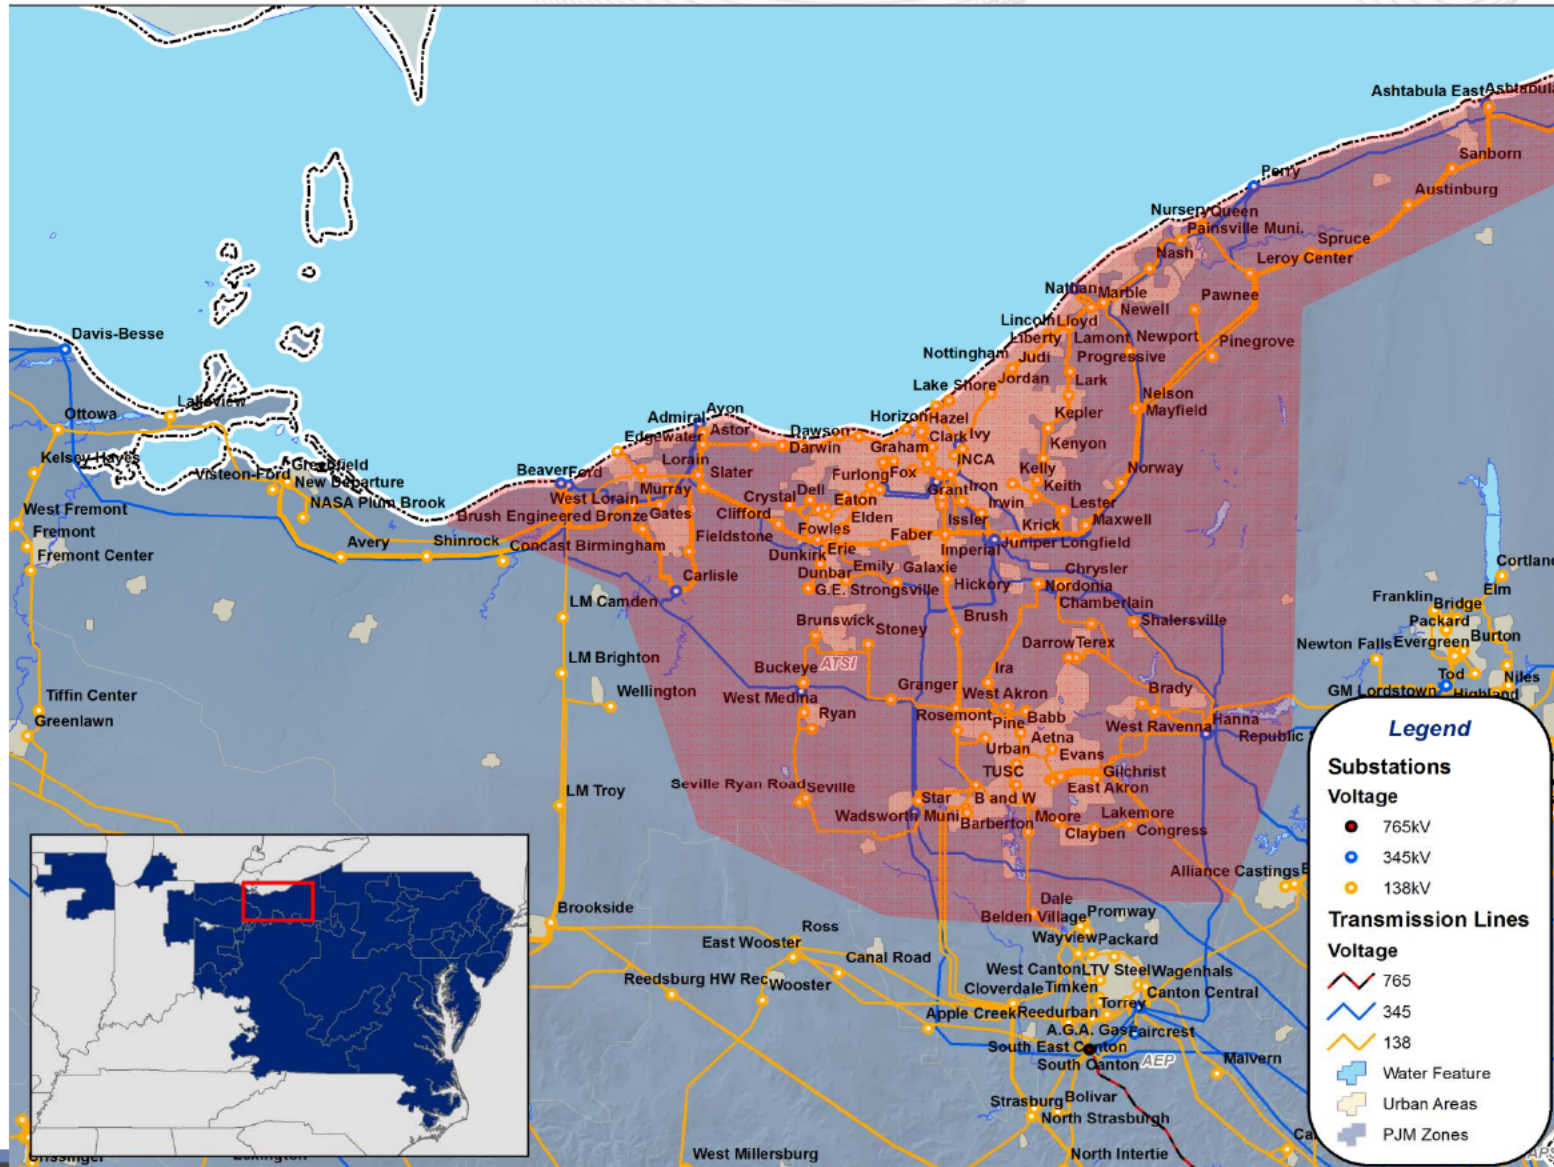 Ashtabula East
Ashtabula
Sanborn
Perry
Austinburg
Nursery
Queen
Painsville Muni.
Spruce
Nash
Leroy Center
Nathan
Marble
Pawnee
Newell
Lincoln
Lloyd
Davis-Besse
Liberty
Lamont
Newport
Pinegrove
Nottingham
Judi
Progressive
Lake Shore
Jordan
Lark
Nelson
Lakeview
Ottowa
Admiral
Avon
Horizon
Hazel
Kepler
Mayfield
Edgewater
Astor
Dawson
Clark
Ivy
Darwin
Graham
Kenyon
Kelsey-Hayes
Greenfield
Lorain
INCA
Visteon-Ford
New Departure
Beaver
Ford
Slater
Furlong
Fox
Kelly
Norway
NASA Plum Brook
West Lorain
Murray
Crystal
Dell
Eaton
Grant
Iron
Keith
West Fremont
Brush Engineered Bronze
Gates
Clifford
Elden
Issler
Irwin
Lester
Fremont
Fieldstone
Fowles
Faber
Krick
Maxwell
Avery
Shinrock
Concast Birmingham
Dunkirk
Erie
Imperial
Juniper
Longfield
Fremont Center
Dunbar
Emily
Galaxie
Chrysler
Cortland
Carlisle
G.E. Strongsville
Hickory
Nordonia
Elm
LM Camden
Chamberlain
Franklin
Bridge
Brunswick
Stoney
Brush
Shalersville
Packard
Newton Falls
Evergreen
Burton
LM Brighton
ATSI
Darrow
Terex
Buckeye
Ira
Tod
Niles
Tiffin Center
Wellington
West Medina
Granger
West Akron
Brady
GM Lordstown
Highland
Greenlawn
Ryan
Rosemont
Pine
Babb
West Ravenna
Hanna
Aetna
Republic S
Urban
Evans
TUSC
Gilchrist
LM Troy
Seville Ryan Road
Seville
East Akron
Star
B and W
Wadsworth Muni
Barberton
Moore
Lakemore
Clayben
Congress
Alliance Castings
Brookside
Dale
Belden Village
Promway
Ross
East Wooster
Wayview
Packard
Canal Road
West Canton
LTV Steel
Wagenhals
Reedsburg HW Rec
Wooster
Cloverdale
Timken
Canton Central
Torrey
Apple Creek
Reedurban
A.G.A. Gas
Faircrest
South East Canton
South Canton
AEP
Malvern
Strasburg
Bolivar
North Strasburgh
West Millersburg
North Intertie
Legend
Substations
Voltage
765kV
345kV
138kV
Transmission Lines
Voltage
765
345
138
Water Feature
Urban Areas
PJM Zones